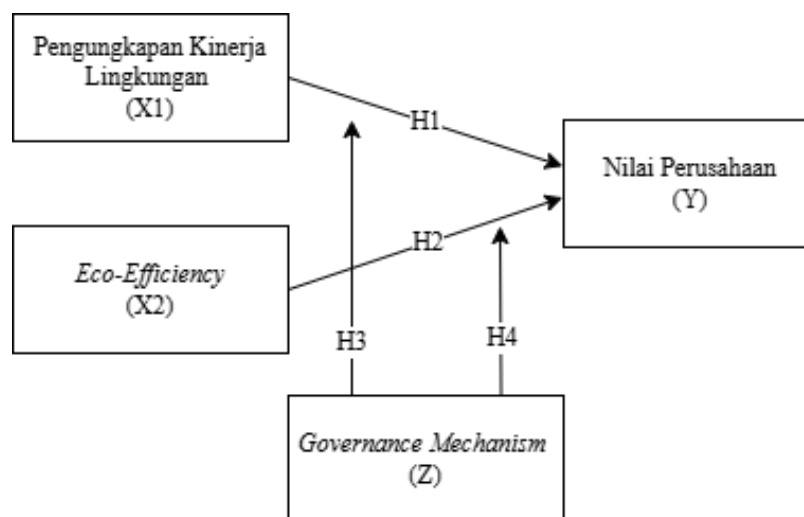 Pengungkapan Kinerja
Lingkungan
(X1)
H1
Nilai Perusahaan
(Y)
Eco-Efficiency
(X2)
H2
H3
H4
Governance Mechanism
(Z)